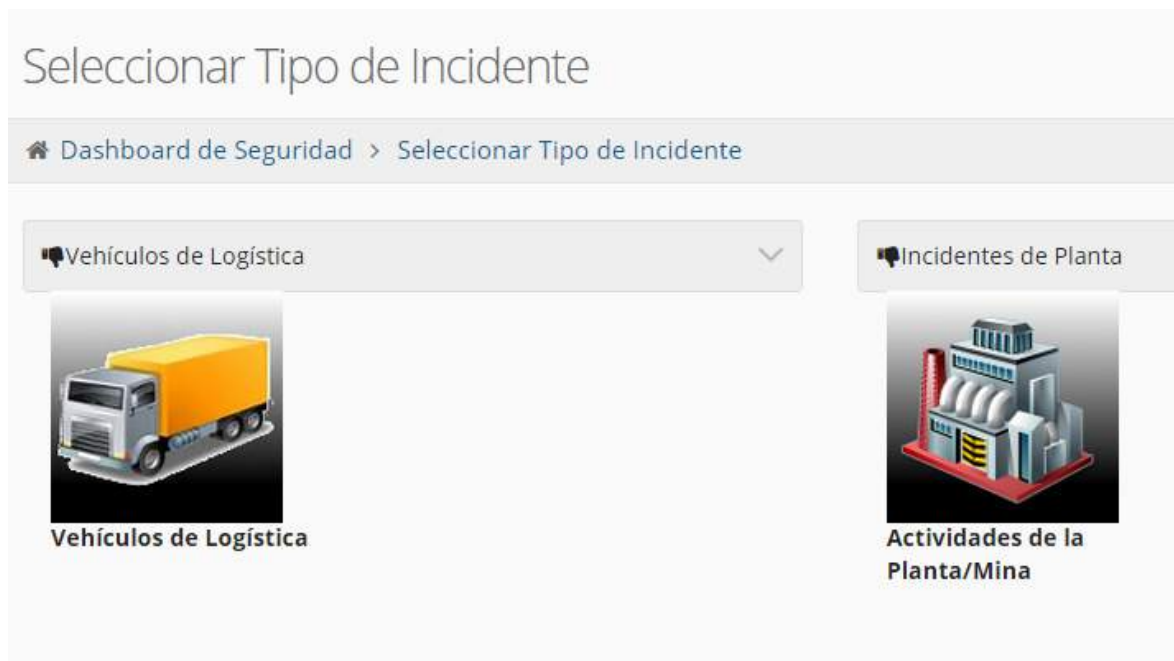 Seleccionar Tipo de Incidente
Dashboard de Seguridad > Seleccionar Tipo de Incidente
Vehículos de Logística
Incidentes de Planta
Vehículos de Logística
Actividades de la
Planta/Mina